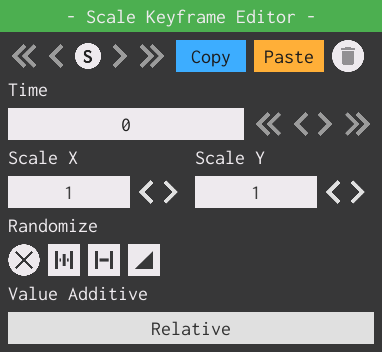 - Scale Keyframe Editor -
S Copy Paste
Time
0
Scale X Scale Y
1 1
Randomize
Value Additive
Relative